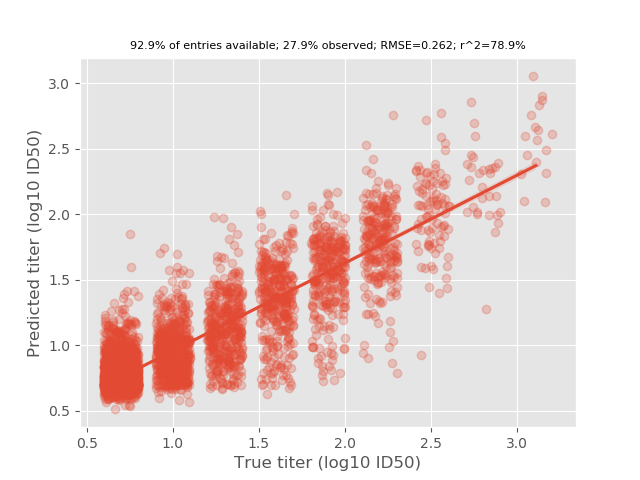 92.9% of entries available; 27.9% observed; RMSE=0.262; r^2=78.9%
3.0
2.5
2.0
1.5
1.0
0.5
Predicted titer (log10 ID50)
0.5 1.0 1.5 2.0 2.5 3.0
True titer (log10 ID50)